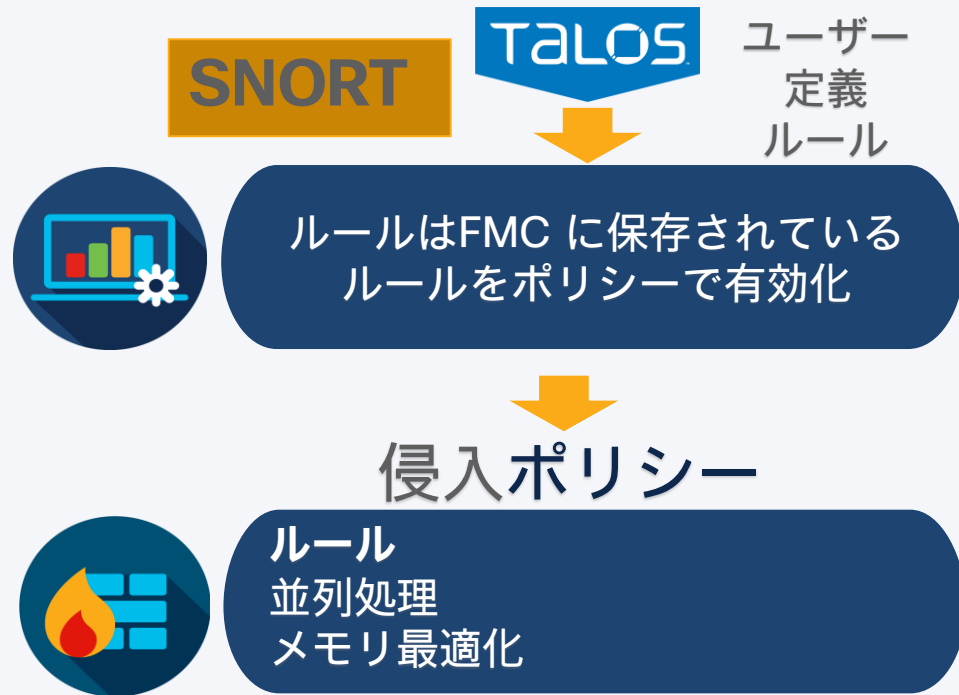 SNORT
TALOS
ユーザー
定義
ルール
ルールはFMC に保存されている
ルールをポリシーで有効化
侵入ポリシー
ルール
並列処理
メモリ最適化